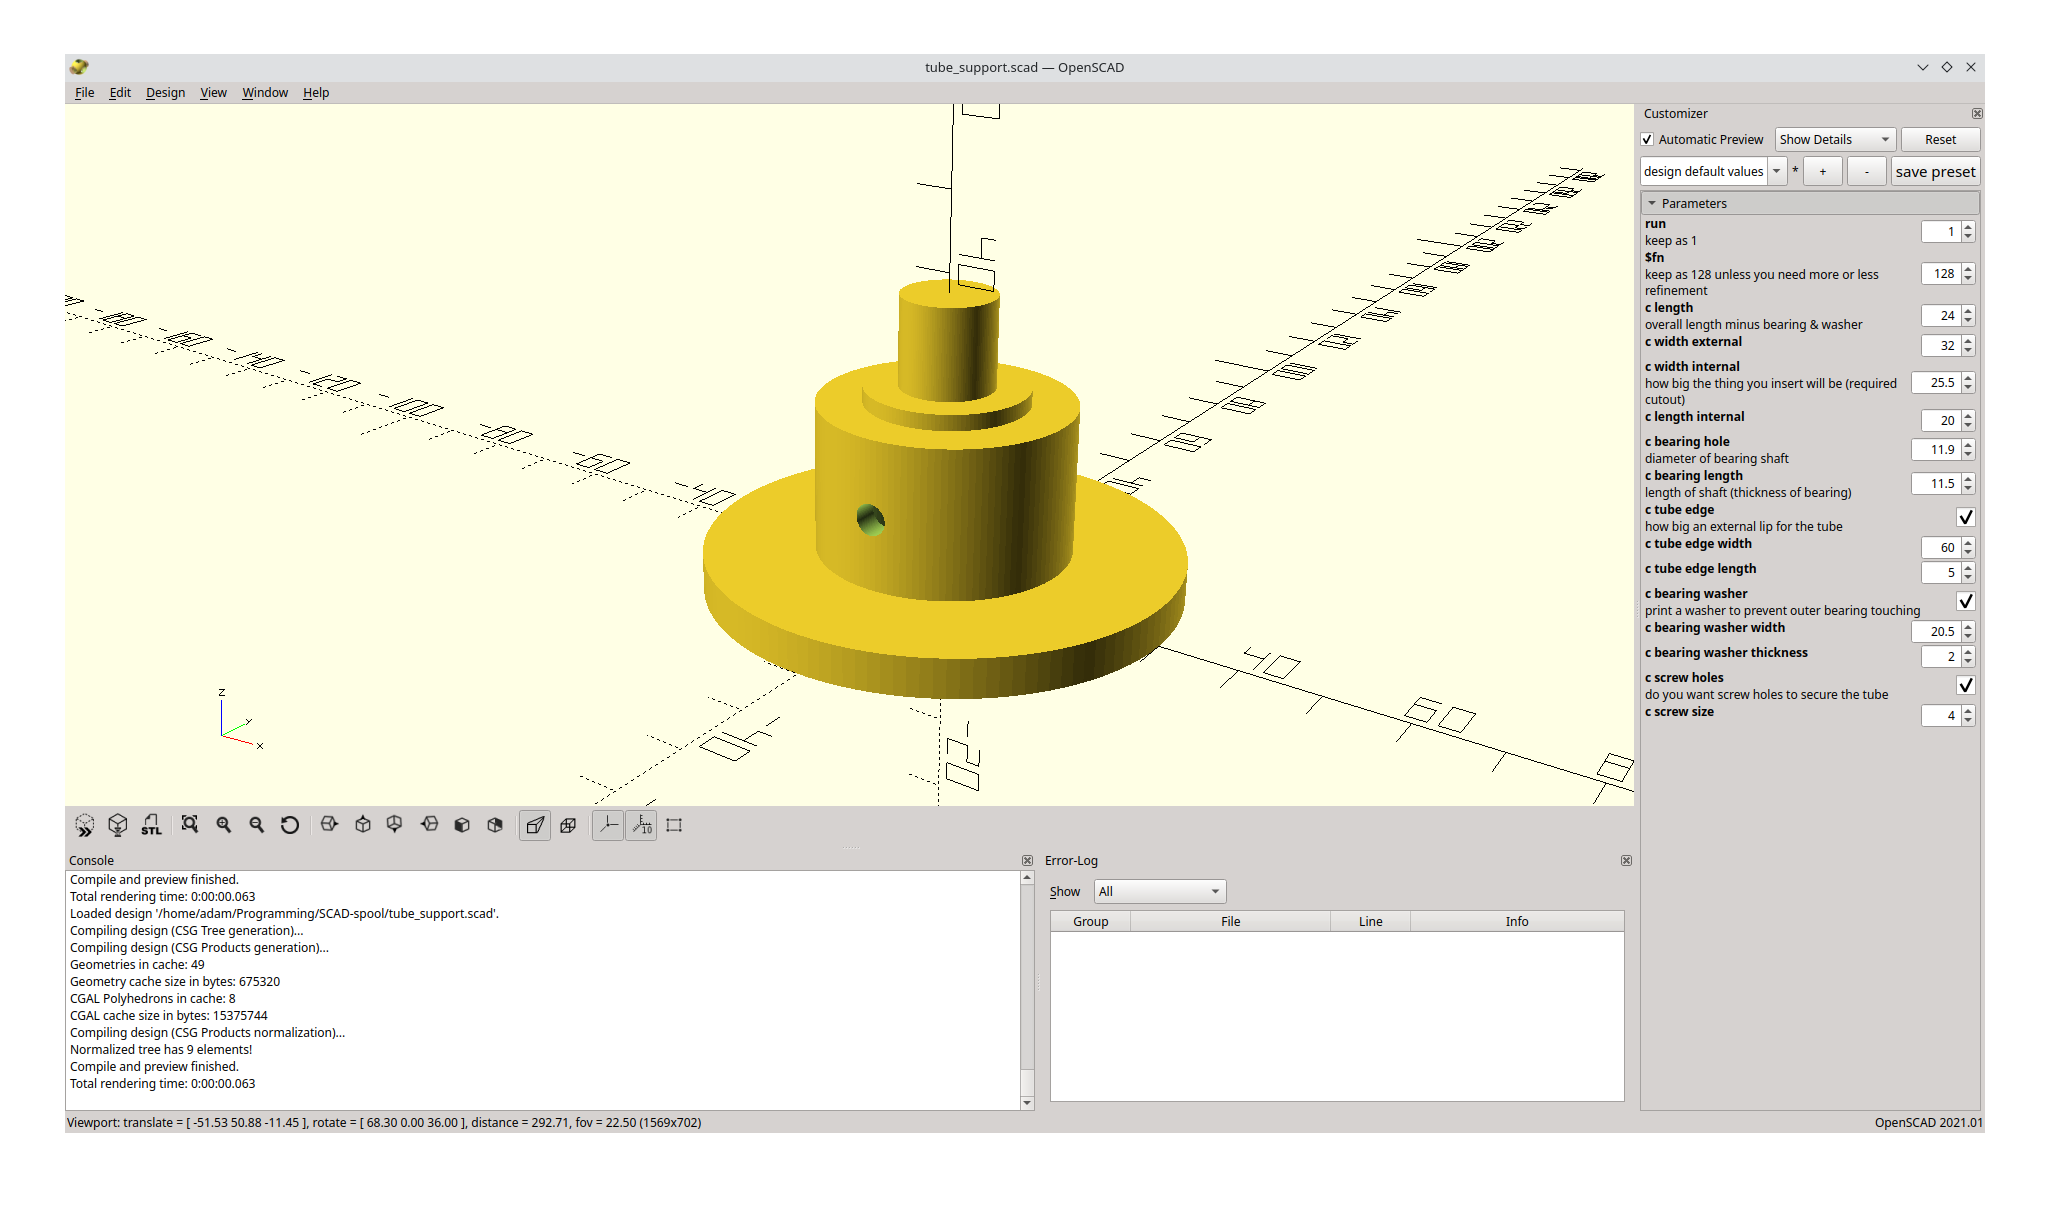 tube_support.scad — OpenSCAD
File Edit Design View Window Help
Customizer
Automatic Preview Show Details Reset
design default values * + - save preset
Parameters
run 1
keep as 1
$fn
keep as 128 unless you need more or less 128
refinement
c length 24
overall length minus bearing & washer
c width external 32
c width internal
how big the thing you insert will be (required 25.5
cutout)
c length internal 20
c bearing hole 11.9
diameter of bearing shaft
c bearing length 11.5
length of shaft (thickness of bearing)
c tube edge
how big an external lip for the tube
c tube edge width 60
c tube edge length 5
c bearing washer
print a washer to prevent outer bearing touching
c bearing washer width 20.5
c bearing washer thickness 2
c screw holes
do you want screw holes to secure the tube
c screw size 4
z
y
x
40
60
STL
10
Console
Compile and preview finished.
Total rendering time: 0:00:00.063
Loaded design '/home/adam/Programming/SCAD-spool/tube_support.scad'.
Compiling design (CSG Tree generation)...
Compiling design (CSG Products generation)...
Geometries in cache: 49
Geometry cache size in bytes: 675320
CGAL Polyhedrons in cache: 8
CGAL cache size in bytes: 15375744
Compiling design (CSG Products normalization)...
Normalized tree has 9 elements!
Compile and preview finished.
Total rendering time: 0:00:00.063
Error-Log
Show All
Group File Line Info
Viewport: translate = [ -51.53 50.88 -11.45 ], rotate = [ 68.30 0.00 36.00 ], distance = 292.71, fov = 22.50 (1569x702)
OpenSCAD 2021.01